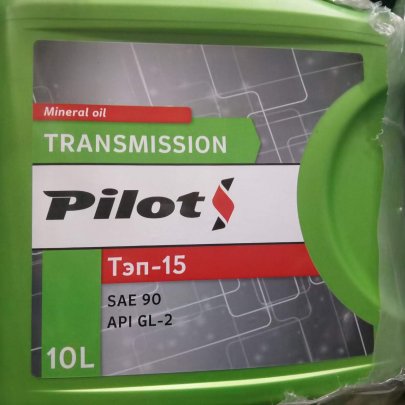 Mineral oil
TRANSMISSION
Pilot
Тэп-15
SAE 90
API GL-2
10L